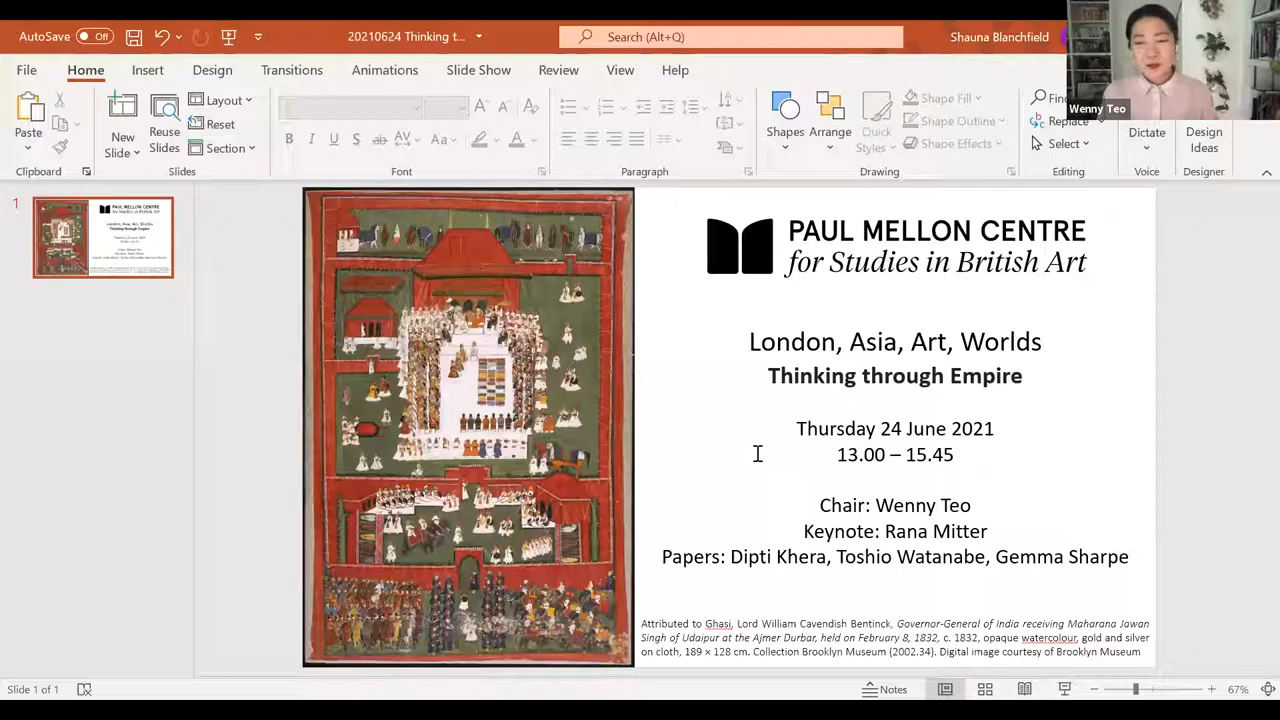 AutoSave Off
20210624 Thinking t...
Search (Alt+Q)
Shauna Blanchfield
File Home Insert Design Transitions Animations Slide Show Review View Help
Wenny Teo
Paste
New Slide
Reuse Slides
Layout
Reset
Section
B I U S ab Aa A
Shapes
Arrange
Quick Styles
Shape Fill
Shape Outline
Shape Effects
Replace
Select
Dictate
Design Ideas
Clipboard Slides Font Paragraph Drawing Editing Voice Designer
1
PAUL MELLON CENTRE
for Studies in British Art
London, Asia, Art, Worlds
Thinking through Empire
Thursday 24 June 2021
13.00 – 15.45
Chair: Wenny Teo
Keynote: Rana Mitter
Papers: Dipti Khera, Toshio Watanabe, Gemma Sharpe
Attributed to Ghasi, Lord William Cavendish Bentinck, Governor-General of India receiving Maharana Jawan
Singh of Udaipur at the Ajmer Durbar, held on February 8, 1832, c. 1832, opaque watercolour, gold and silver
on cloth, 189 × 128 cm. Collection Brooklyn Museum (2002.34). Digital image courtesy of Brooklyn Museum
Slide 1 of 1
Notes
67%